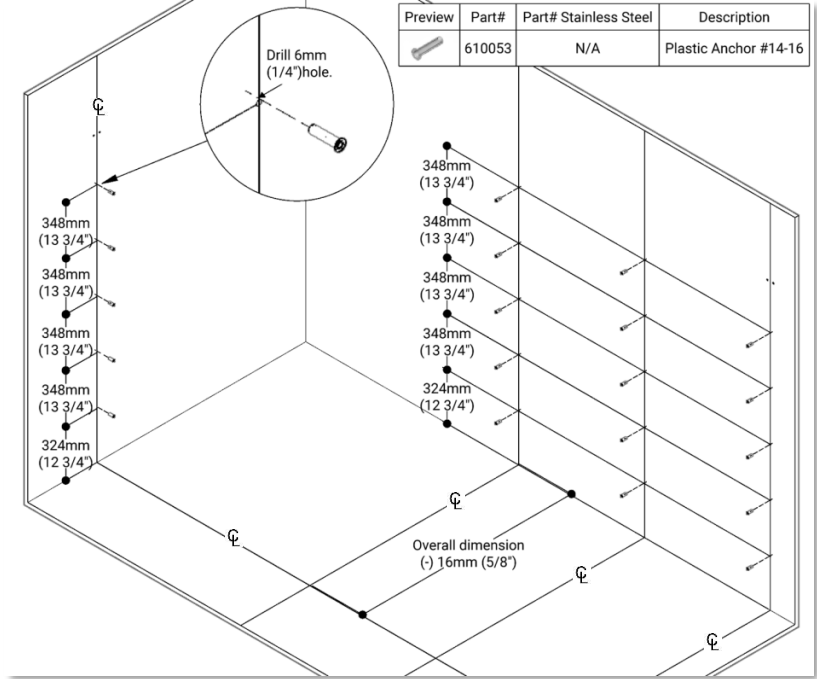 Preview Part# Part# Stainless Steel Description
610053 N/A Plastic Anchor #14-16
Drill 6mm
(1/4")hole.
℄
348mm
(13 3/4")
348mm
(13 3/4")
348mm
(13 3/4")
348mm
(13 3/4")
324mm
(12 3/4")
348mm
(13 3/4")
348mm
(13 3/4")
348mm
(13 3/4")
348mm
(13 3/4")
324mm
(12 3/4")
℄
℄
Overall dimension
(-) 16mm (5/8")
℄
℄